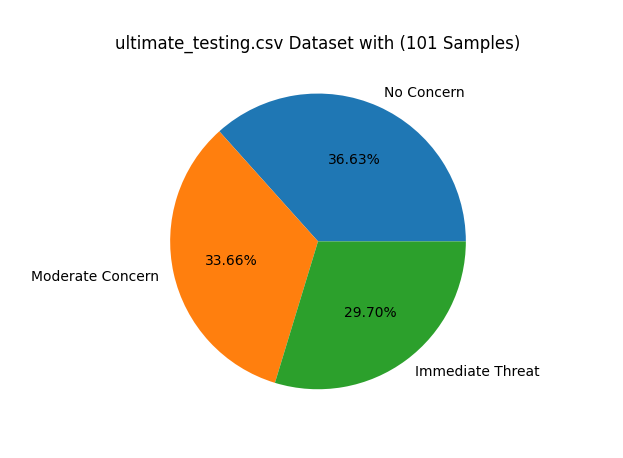 ultimate_testing.csv Dataset with (101 Samples)
No Concern
36.63%
Moderate Concern
33.66%
29.70%
Immediate Threat